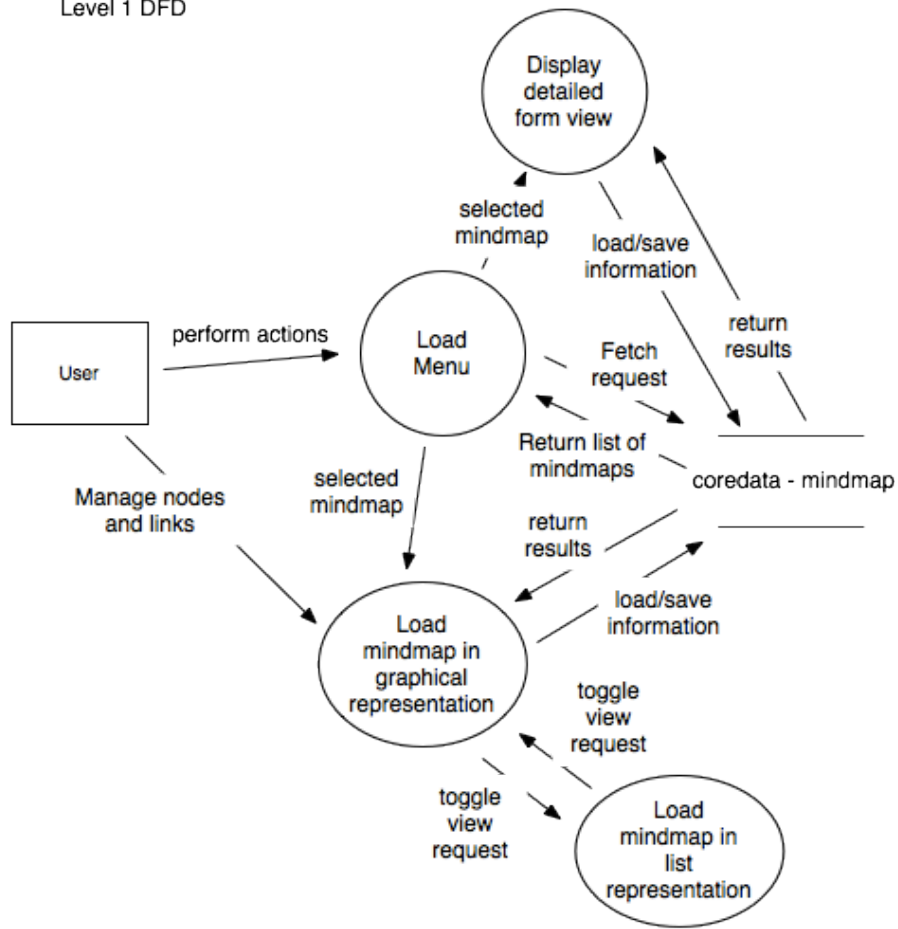 Level 1 DFD
Display
detailed
form view
selected
mindmap
load/save
information
return
results
perform actions
User
Load
Menu
Fetch
request
Return list of
mindmaps
coredata - mindmap
selected
mindmap
Manage nodes
and links
return
results
load/save
information
Load
mindmap in
graphical
representation
toggle
view
request
toggle
view
request
Load
mindmap in
list
representation